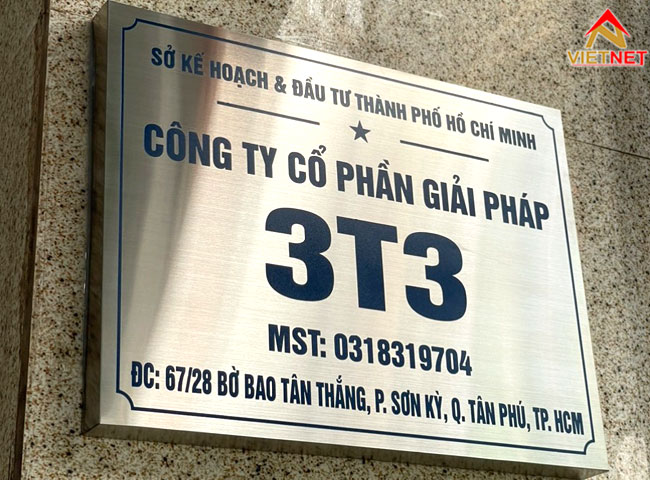 VIETNET
SỞ KẾ HOẠCH & ĐẦU TƯ THÀNH PHỐ HỒ CHÍ MINH
CÔNG TY CỔ PHẦN GIẢI PHÁP
3T3
MST: 0318319704
ĐC: 67/28 BỜ BAO TÂN THẮNG, P. SƠN KỲ, Q. TÂN PHÚ, TP. HCM